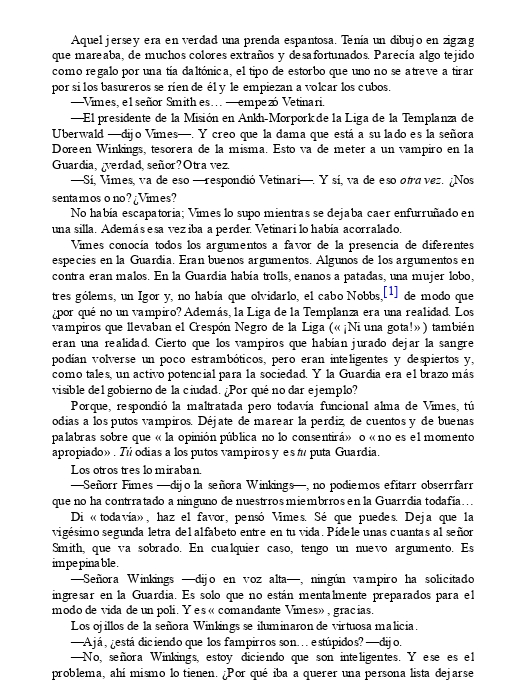 Aquel jersey era en verdad una prenda espantosa. Tenía un dibujo en zigzag
que mareaba, de muchos colores extraños y desafortunados. Parecía algo tejido
como regalo por una tía daltónica, el tipo de estorbo que uno no se atreve a tirar
por si los basureros se ríen de él y le empiezan a volcar los cubos.
—Vimes, el señor Smith es… —empezó Vetinari.
—El presidente de la Misión en Ankh-Morpork de la Liga de la Templanza de
Uberwald —dijo Vimes—. Y creo que la dama que está a su lado es la señora
Doreen Winkings, tesorera de la misma. Esto va de meter a un vampiro en la
Guardia, ¿verdad, señor? Otra vez.
—Sí, Vimes, va de eso —respondió Vetinari—. Y sí, va de eso otra vez. ¿Nos
sentamos o no? ¿Vimes?
No había escapatoria; Vimes lo supo mientras se dejaba caer enfurruñado en
una silla. Además esa vez iba a perder. Vetinari lo había acorralado.
Vimes conocía todos los argumentos a favor de la presencia de diferentes
especies en la Guardia. Eran buenos argumentos. Algunos de los argumentos en
contra eran malos. En la Guardia había trolls, enanos a patadas, una mujer lobo,
tres gólems, un Igor y, no había que olvidarlo, el cabo Nobbs,[1] de modo que
¿por qué no un vampiro? Además, la Liga de la Templanza era una realidad. Los
vampiros que llevaban el Crespón Negro de la Liga («¡Ni una gota!») también
eran una realidad. Cierto que los vampiros que habían jurado dejar la sangre
podían volverse un poco estrambóticos, pero eran inteligentes y despiertos y,
como tales, un activo potencial para la sociedad. Y la Guardia era el brazo más
visible del gobierno de la ciudad. ¿Por qué no dar ejemplo?
Porque, respondió la maltratada pero todavía funcional alma de Vimes, tú
odias a los putos vampiros. Déjate de marear la perdiz, de cuentos y de buenas
palabras sobre que «la opinión pública no lo consentirá» o «no es el momento
apropiado». Tú odias a los putos vampiros y es tu puta Guardia.
Los otros tres lo miraban.
—Señorr Fimes —dijo la señora Winkings—, no podiemos efitarr obserrfarr
que no ha contrratado a ninguno de nuestrros miembrros en la Guarrdia todafía…
Di «todavía», haz el favor, pensó Vimes. Sé que puedes. Deja que la
vigésimo segunda letra del alfabeto entre en tu vida. Pídele unas cuantas al señor
Smith, que va sobrado. En cualquier caso, tengo un nuevo argumento. Es
impepinable.
—Señora Winkings —dijo en voz alta—, ningún vampiro ha solicitado
ingresar en la Guardia. Es solo que no están mentalmente preparados para el
modo de vida de un poli. Y es «comandante Vimes», gracias.
Los ojillos de la señora Winkings se iluminaron de virtuosa malicia.
—Ajá, ¿está diciendo que los fampirros son… estúpidos? —dijo.
—No, señora Winkings, estoy diciendo que son inteligentes. Y ese es el
problema, ahí mismo lo tienen. ¿Por qué iba a querer una persona lista dejarse